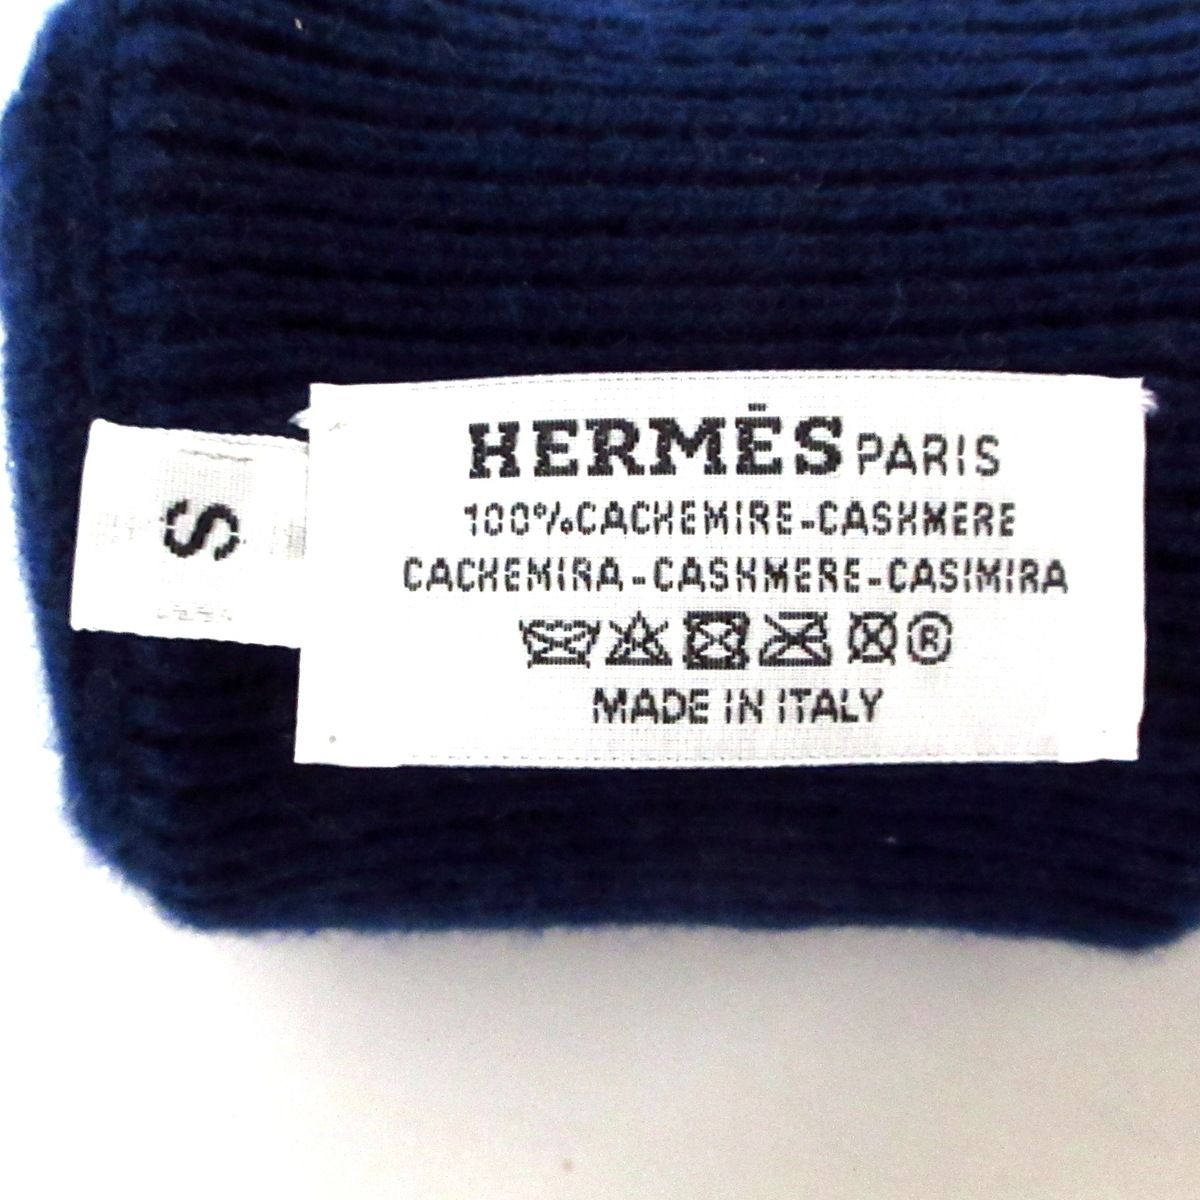 HERMÈS PARIS
100%CACHEMIRE-CASHMERE
CACHEMIRA-CASHMERE-CASIMIRA
®
MADE IN ITALY
S